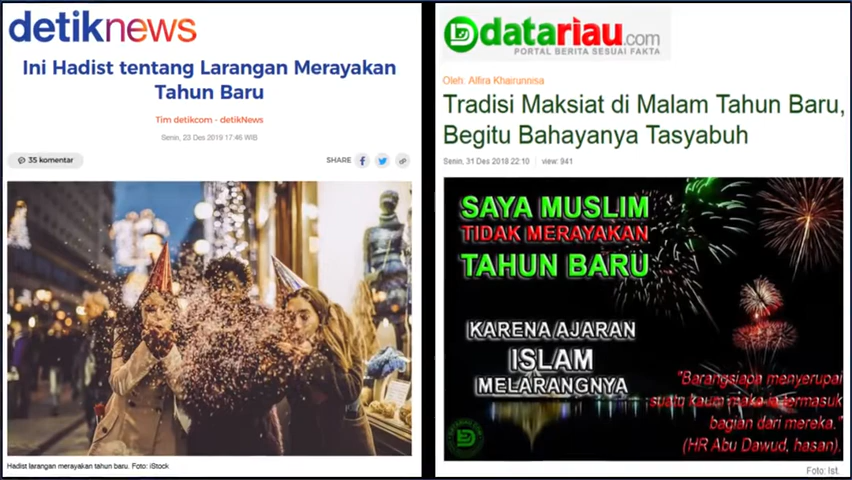 detiknews
Ini Hadist tentang Larangan Merayakan
Tahun Baru
Tim detikcom - detikNews
Senin, 23 Des 2019 17:46 WIB
35 komentar
SHARE
Hadist larangan merayakan tahun baru. Foto: iStock
datariau.com
PORTAL BERITA SESUAI FAKTA
Oleh: Alfira Khairunnisa
Tradisi Maksiat di Malam Tahun Baru,
Begitu Bahayanya Tasyabuh
Senin, 31 Des 2018 22:10 view: 941
SAYA MUSLIM
TIDAK MERAYAKAN
TAHUN BARU
KARENA AJARAN
ISLAM
MELARANGNYA
"Barangsiapa menyerupai
suatu kaum maka ia termasuk
bagian dari mereka."
(HR Abu Dawud, hasan).
Foto: Ist.